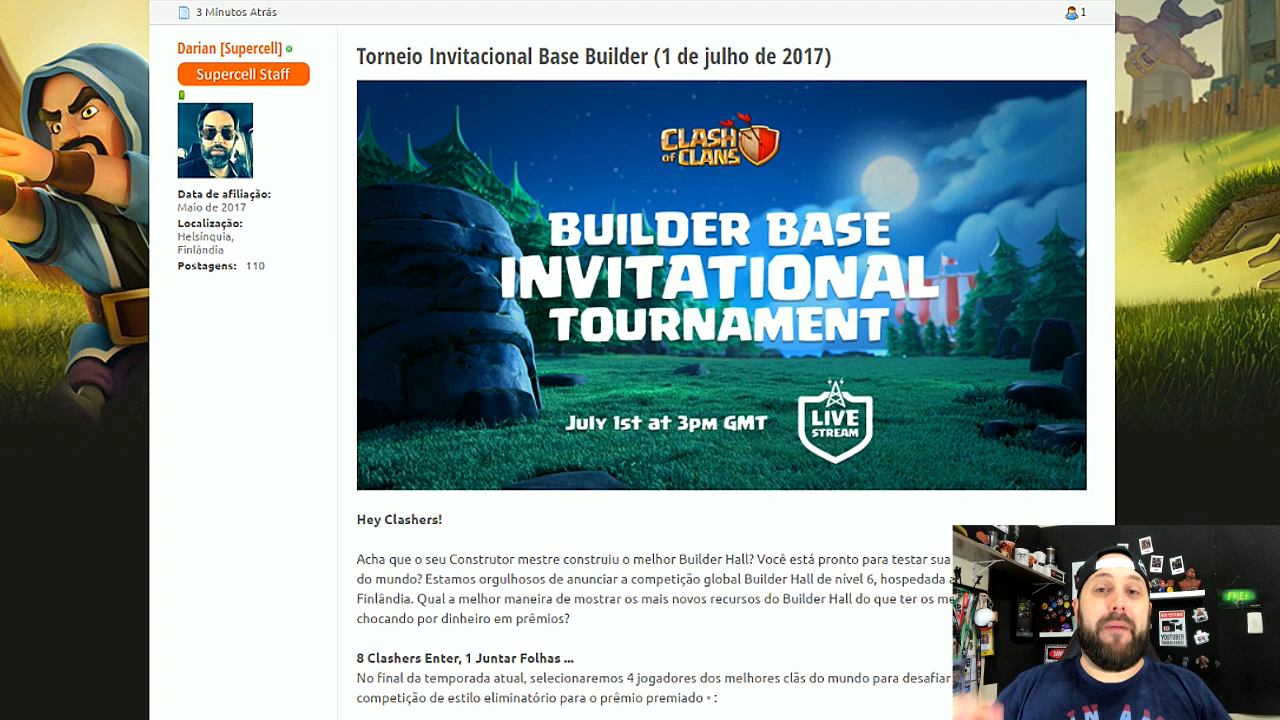 3 Minutos Atrás
1
Darian [Supercell]
Supercell Staff
Data de afiliação:
Maio de 2017
Localização:
Helsínquia,
Finlândia
Postagens: 110
Torneio Invitacional Base Builder (1 de julho de 2017)
CLASH
OF CLANS
BUILDER BASE
INVITATIONAL
TOURNAMENT
July 1st at 3pm GMT
LIVE
STREAM
Hey Clashers!
Acha que o seu Construtor mestre construiu o melhor Builder Hall? Você está pronto para testar sua
do mundo? Estamos orgulhosos de anunciar a competição global Builder Hall de nível 6, hospedada
Finlândia. Qual a melhor maneira de mostrar os mais novos recursos do Builder Hall do que ter os
chocando por dinheiro em prêmios?
8 Clashers Enter, 1 Juntar Folhas ...
No final da temporada atual, selecionaremos 4 jogadores dos melhores clãs do mundo para desafiar
competição de estilo eliminatório para o prêmio premiado * :
FREE
YOUTUBER